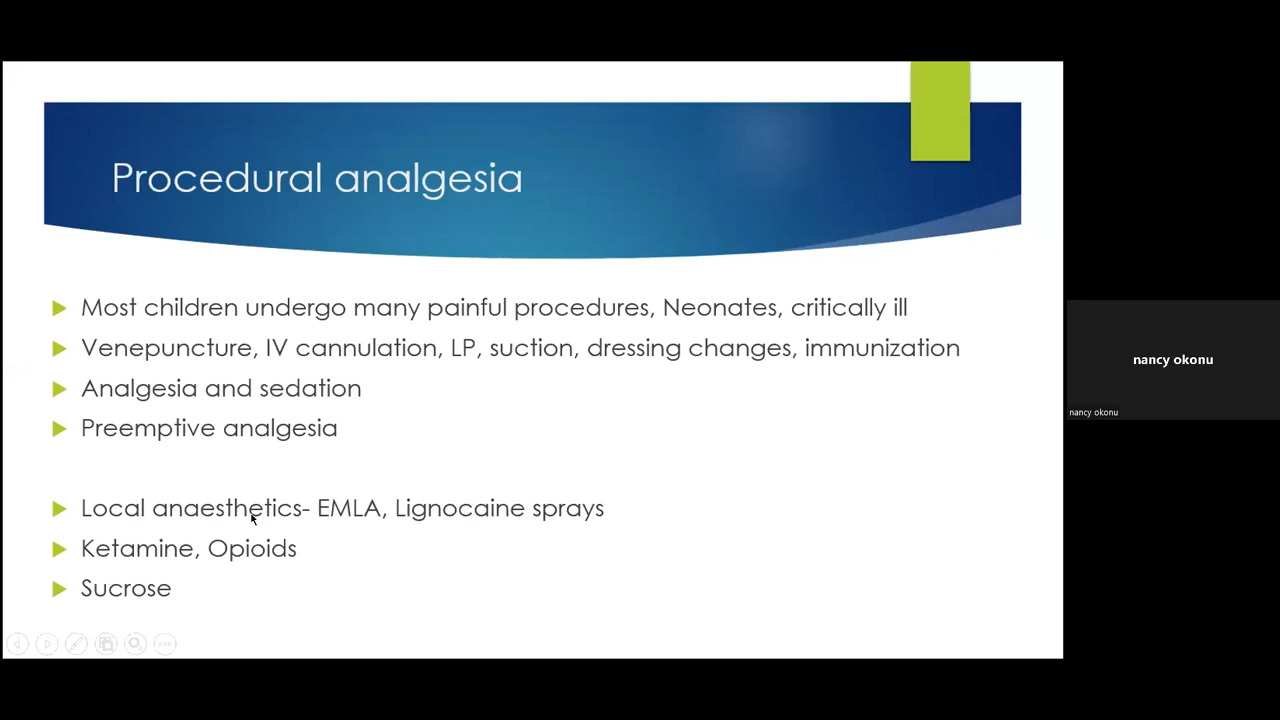 Procedural analgesia
Most children undergo many painful procedures, Neonates, critically ill
Venepuncture, IV cannulation, LP, suction, dressing changes, immunization
Analgesia and sedation
Preemptive analgesia
Local anaesthetics- EMLA, Lignocaine sprays
Ketamine, Opioids
Sucrose
nancy okonu
nancy okonu